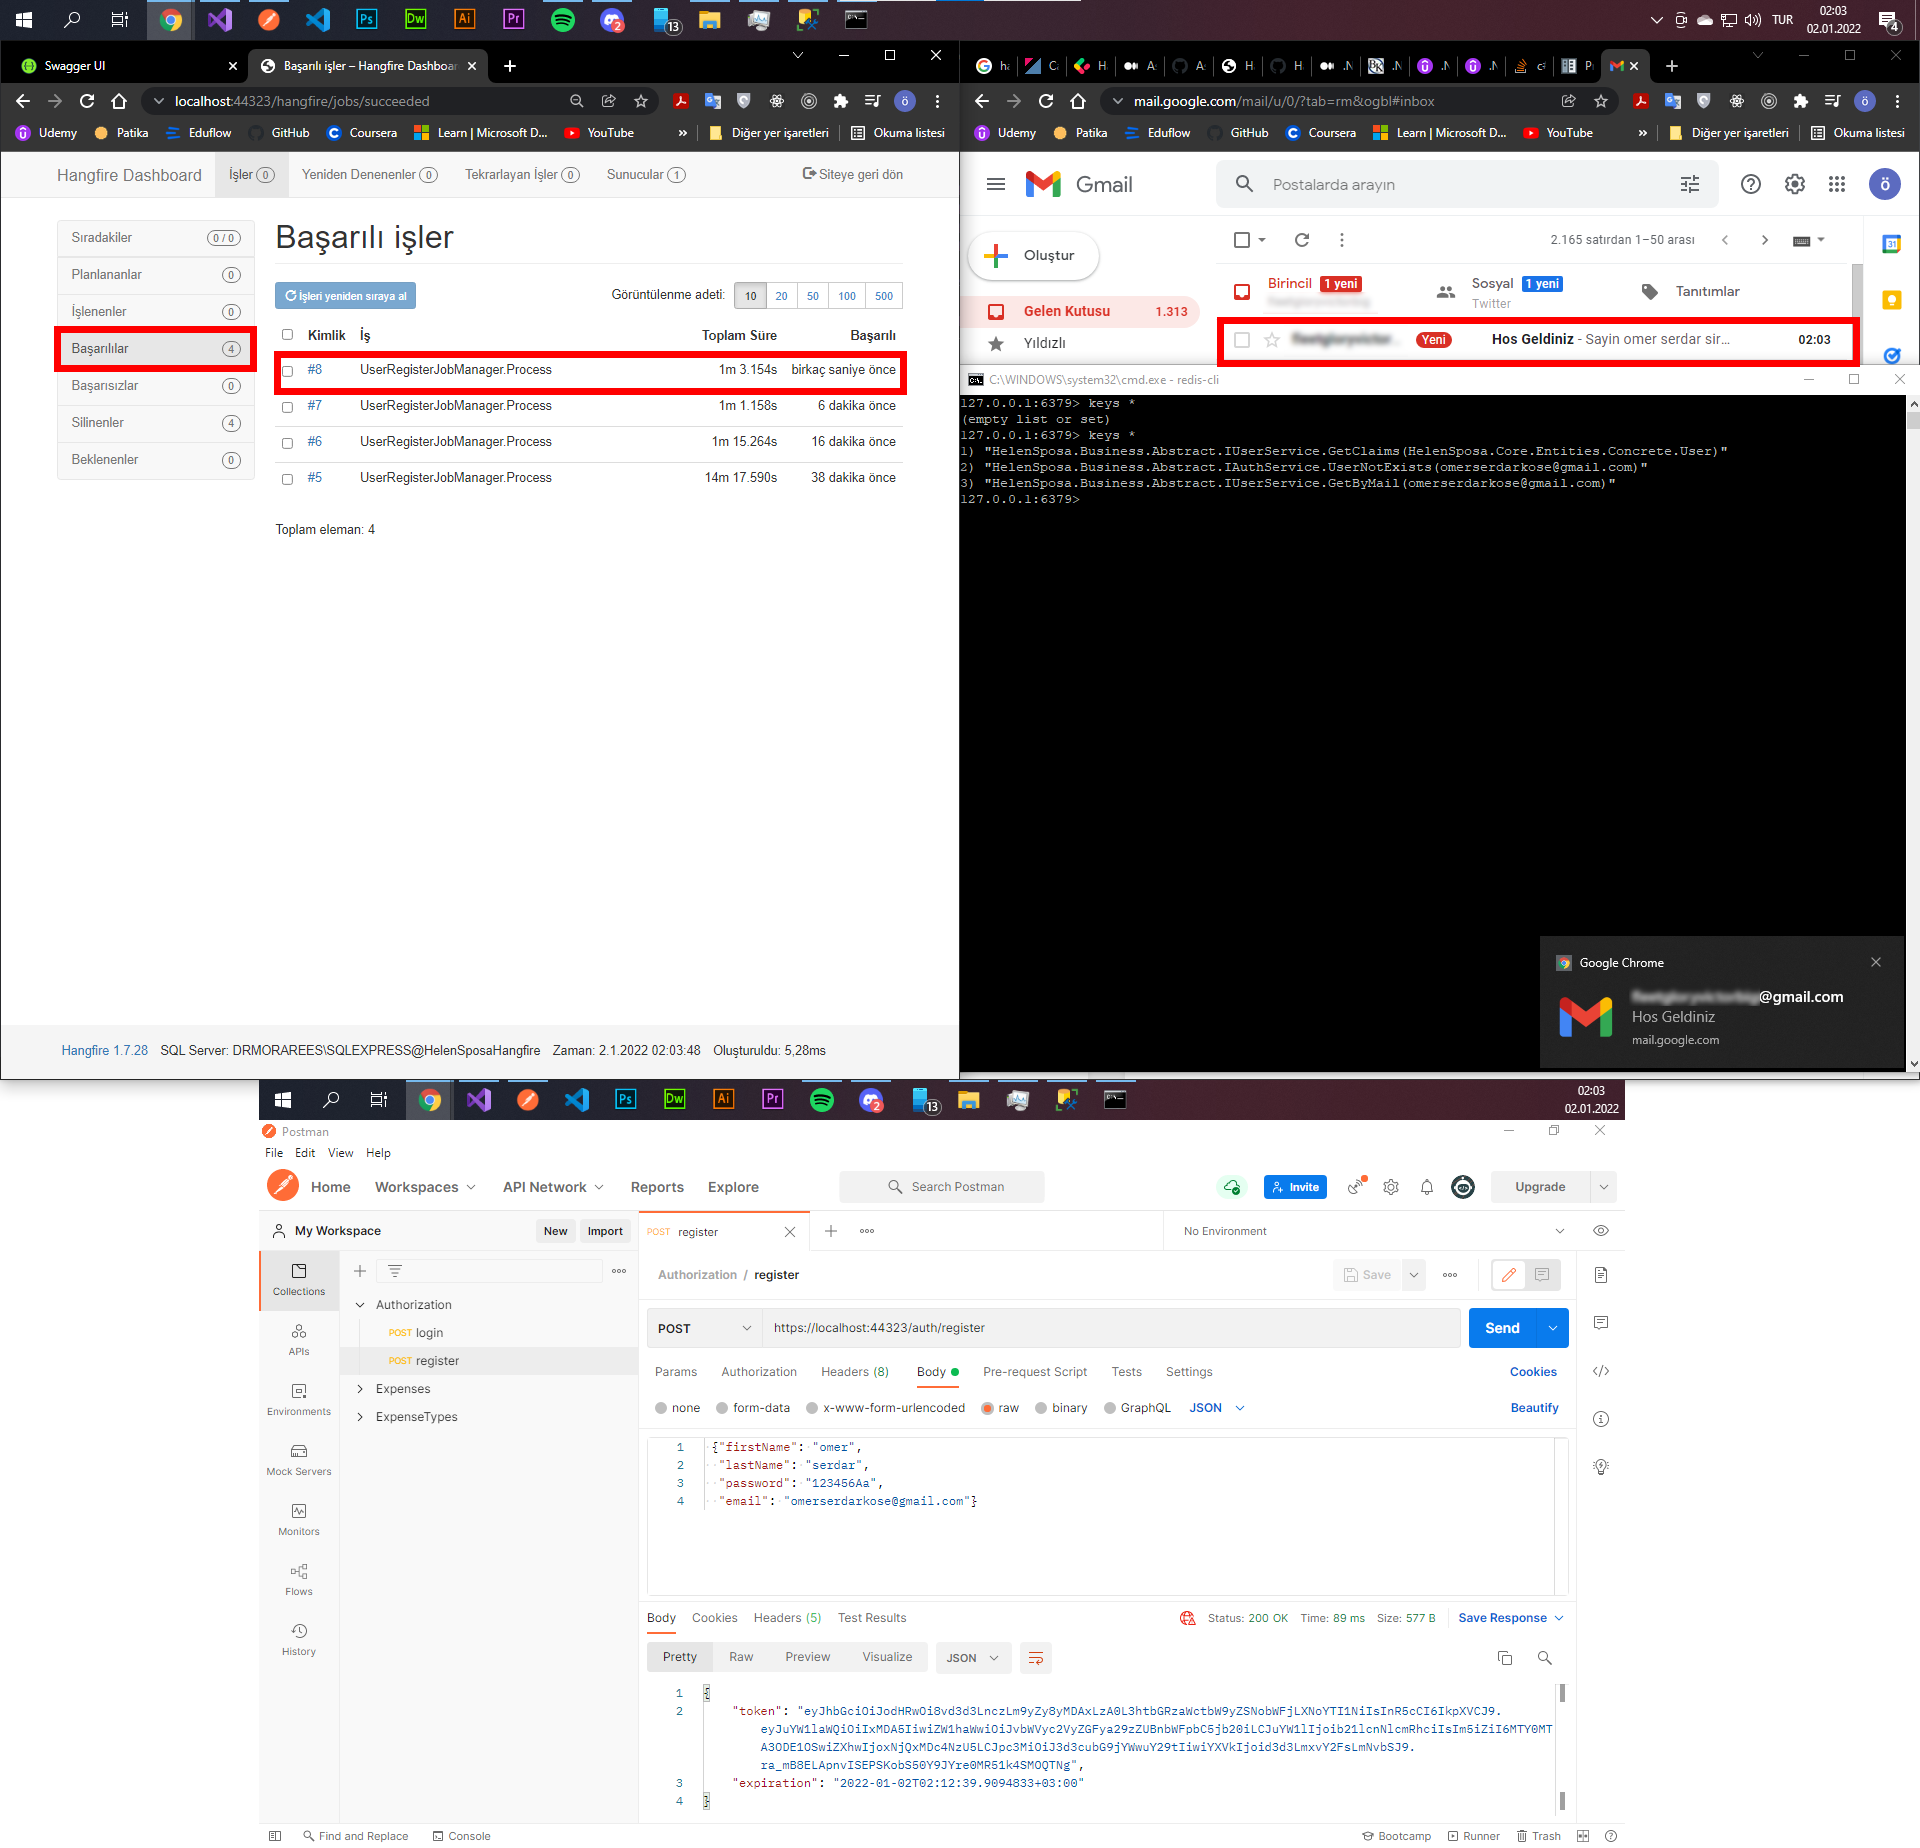 TUR
02:03
02.01.2022
13
2
4
Swagger UI
Başarılı işler – Hangfire Dashboar
localhost:44323/hangfire/jobs/succeeded
Udemy Patika Eduflow GitHub Coursera Learn | Microsoft D... YouTube » Diğer yer işaretleri Okuma listesi
Hangfire Dashboard İşler 0 Yeniden Denenenler 0 Tekrarlayan İşler 0 Sunucular 1 Siteye geri dön
Sıradakiler 0 / 0
Planlananlar 0
İşlenenler 0
Başarılılar 4
Başarısızlar 0
Silinenler 4
Beklenenler 0
Başarılı işler
İşleri yeniden sıraya al
Görüntülenme adeti: 10 20 50 100 500
Kimlik İş Toplam Süre Başarılı
#8 UserRegisterJobManager.Process 1m 3.154s birkaç saniye önce
#7 UserRegisterJobManager.Process 1m 1.158s 6 dakika önce
#6 UserRegisterJobManager.Process 1m 15.264s 16 dakika önce
#5 UserRegisterJobManager.Process 14m 17.590s 38 dakika önce
Toplam eleman: 4
Hangfire 1.7.28 SQL Server: DRMORAREES\SQLEXPRESS@HelenSposaHangfire Zaman: 2.1.2022 02:03:48 Oluşturuldu: 5,28ms
mail.google.com/mail/u/0/?tab=rm&ogbl#inbox
Udemy Patika Eduflow GitHub Coursera Learn | Microsoft D... YouTube » Diğer yer işaretleri Okuma listesi
Gmail
Postalarda arayın
Oluştur
2.165 satırdan 1–50 arası
Gelen Kutusu 1.313
Yıldızlı
Birincil 1 yeni
Sosyal 1 yeni
Twitter
Tanıtımlar
Yeni Hos Geldiniz - Sayin omer serdar sir... 02:03
C:\WINDOWS\system32\cmd.exe - redis-cli
127.0.0.1:6379> keys *
(empty list or set)
127.0.0.1:6379> keys *
1) "HelenSposa.Business.Abstract.IUserService.GetClaims(HelenSposa.Core.Entities.Concrete.User)"
2) "HelenSposa.Business.Abstract.IAuthService.UserNotExists(omerserdarkose@gmail.com)"
3) "HelenSposa.Business.Abstract.IUserService.GetByMail(omerserdarkose@gmail.com)"
127.0.0.1:6379>
Google Chrome
@gmail.com
Hos Geldiniz
mail.google.com
13
2
02:03
02.01.2022
Postman
File Edit View Help
Home Workspaces API Network Reports Explore
Search Postman
Invite
Upgrade
My Workspace New Import
POST register
No Environment
Collections
APIs
Environments
Mock Servers
Monitors
Flows
History
Authorization
POST login
POST register
Expenses
ExpenseTypes
Authorization / register
Save
POST https://localhost:44323/auth/register Send
Params Authorization Headers (8) Body Pre-request Script Tests Settings Cookies
none form-data x-www-form-urlencoded raw binary GraphQL JSON Beautify
1 {"firstName": "omer",
2 "lastName": "serdar",
3 "password": "123456Aa",
4 "email": "omerserdarkose@gmail.com"}
Body Cookies Headers (5) Test Results Status: 200 OK Time: 89 ms Size: 577 B Save Response
Pretty Raw Preview Visualize JSON
1 {
2 "token": "eyJhbGciOiJodHRwOi8vd3d3LnczLm9yZy8yMDAxLzA0L3htbGRzaWctbW9yZSNobWFjLXNoYTI1NiIsInR5cCI6IkpXVCJ9.
eyJuYW1laWQiOiIxMDA5IiwiZW1haWwiOiJvbWVyc2VyZGFya29zZUBnbWFpbC5jb20iLCJuYW1lIjoib21lcnNlcmRhciIsIm5iZiI6MTY0MT
A3ODE1OSwiZXhwIjoxNjQxMDc4NzU5LCJpc3MiOiJ3d3cubG9jYWwuY29tIiwiYXVkIjoid3d3LmxvY2FsLmNvbSJ9.
ra_mB8ELApnvISEPSKobS50Y9JYre0MR51k4SMOQTNg",
3 "expiration": "2022-01-02T02:12:39.9094833+03:00"
4 }
Find and Replace Console
Bootcamp Runner Trash